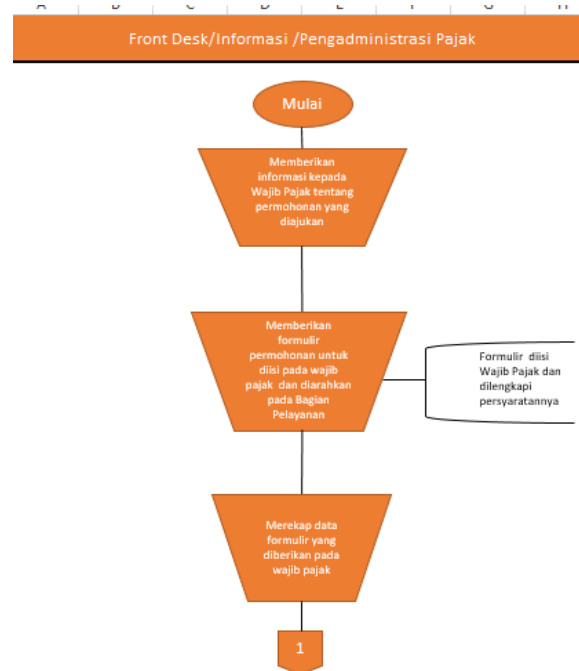 Front Desk/Informasi /Pengadministrasi Pajak
Mulai
Memberikan
informasi kepada
Wajib Pajak tentang
permohonan yang
diajukan
Memberikan
formulir
permohonan untuk
diisi pada wajib
pajak dan diarahkan
pada Bagian
Pelayanan
Formulir diisi
Wajib Pajak dan
dilengkapi
persyaratannya
Merekap data
formulir yang
diberikan pada
wajib pajak
1